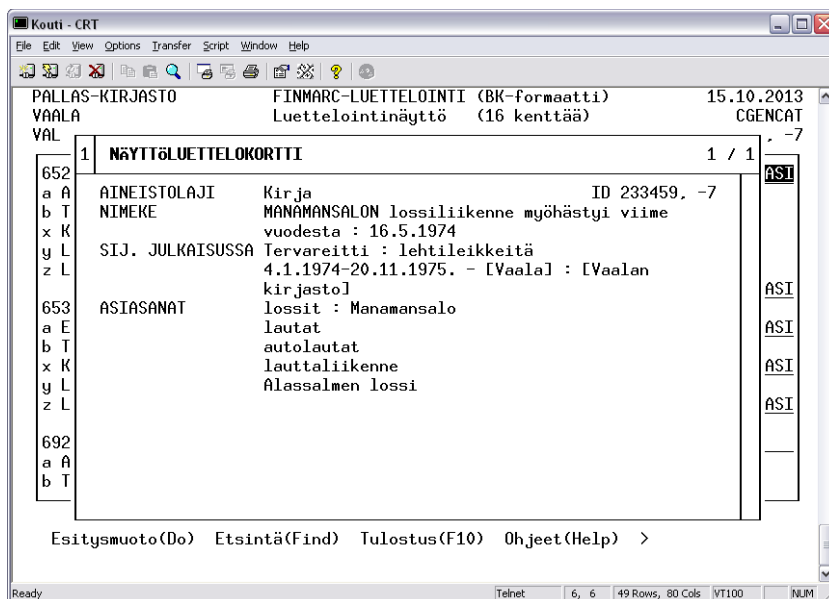 Kouti - CRT
File Edit View Options Transfer Script Window Help
PALLAS-KIRJASTO FINMARC-LUETTELOINTI (BK-formaatti) 15.10.2013
VAALA Luettelointinäyttö (16 kenttää) CGENCAT
VAL , -7
1 NäYTTöLUETTELOKORTTI 1 / 1
652 ASI
a A AINEISTOLAJI Kirja ID 233459, -7
b T NIMEKE MANAMANSALON lossiliikenne myöhästyi viime
x K vuodesta : 16.5.1974
y L SIJ. JULKAISUSSA Tervareitti : lehtileikkeitä
z L 4.1.1974-20.11.1975. - [Vaala] : [Vaalan
kirjasto] ASI
653 ASIASANAT lossit : Manamansalo
a E lautat ASI
b T autolautat
x K lauttaliikenne ASI
y L Alassalmen lossi
z L ASI
692
a A
b T
Esitysmuoto(Do) Etsintä(Find) Tulostus(F10) Ohjeet(Help) >
Ready Telnet 6, 6 49 Rows, 80 Cols VT100 NUM